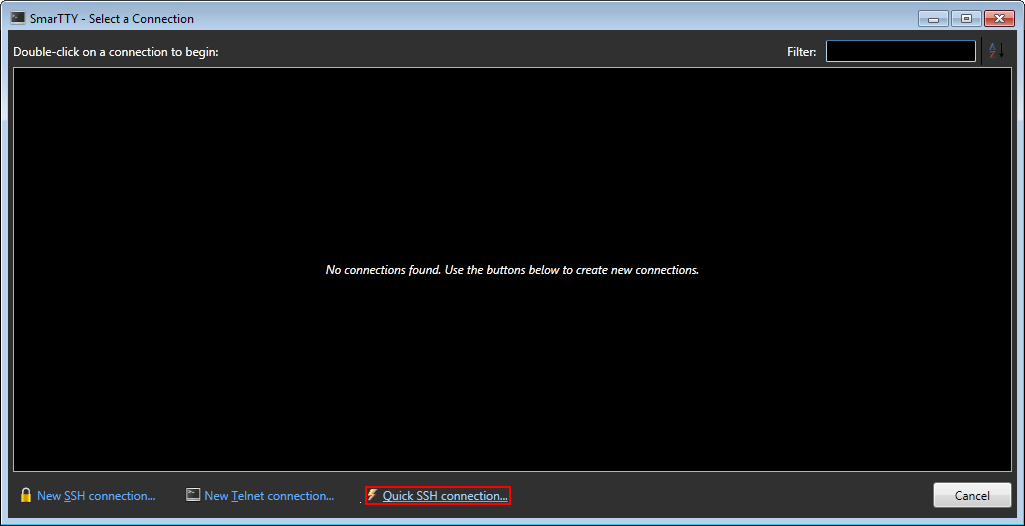 SmarTTY - Select a Connection
Double-click on a connection to begin:
Filter:
A
Z
No connections found. Use the buttons below to create new connections.
New SSH connection...
New Telnet connection...
Quick SSH connection...
Cancel